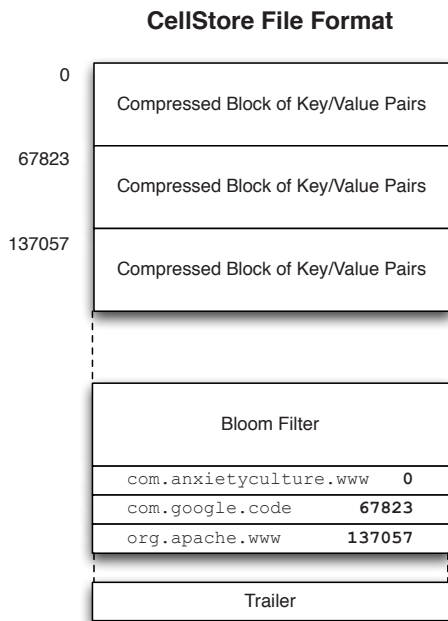 CellStore File Format
0
Compressed Block of Key/Value Pairs
67823
Compressed Block of Key/Value Pairs
137057
Compressed Block of Key/Value Pairs
Bloom Filter
com.anxietyculture.www 0
com.google.code 67823
org.apache.www 137057
Trailer